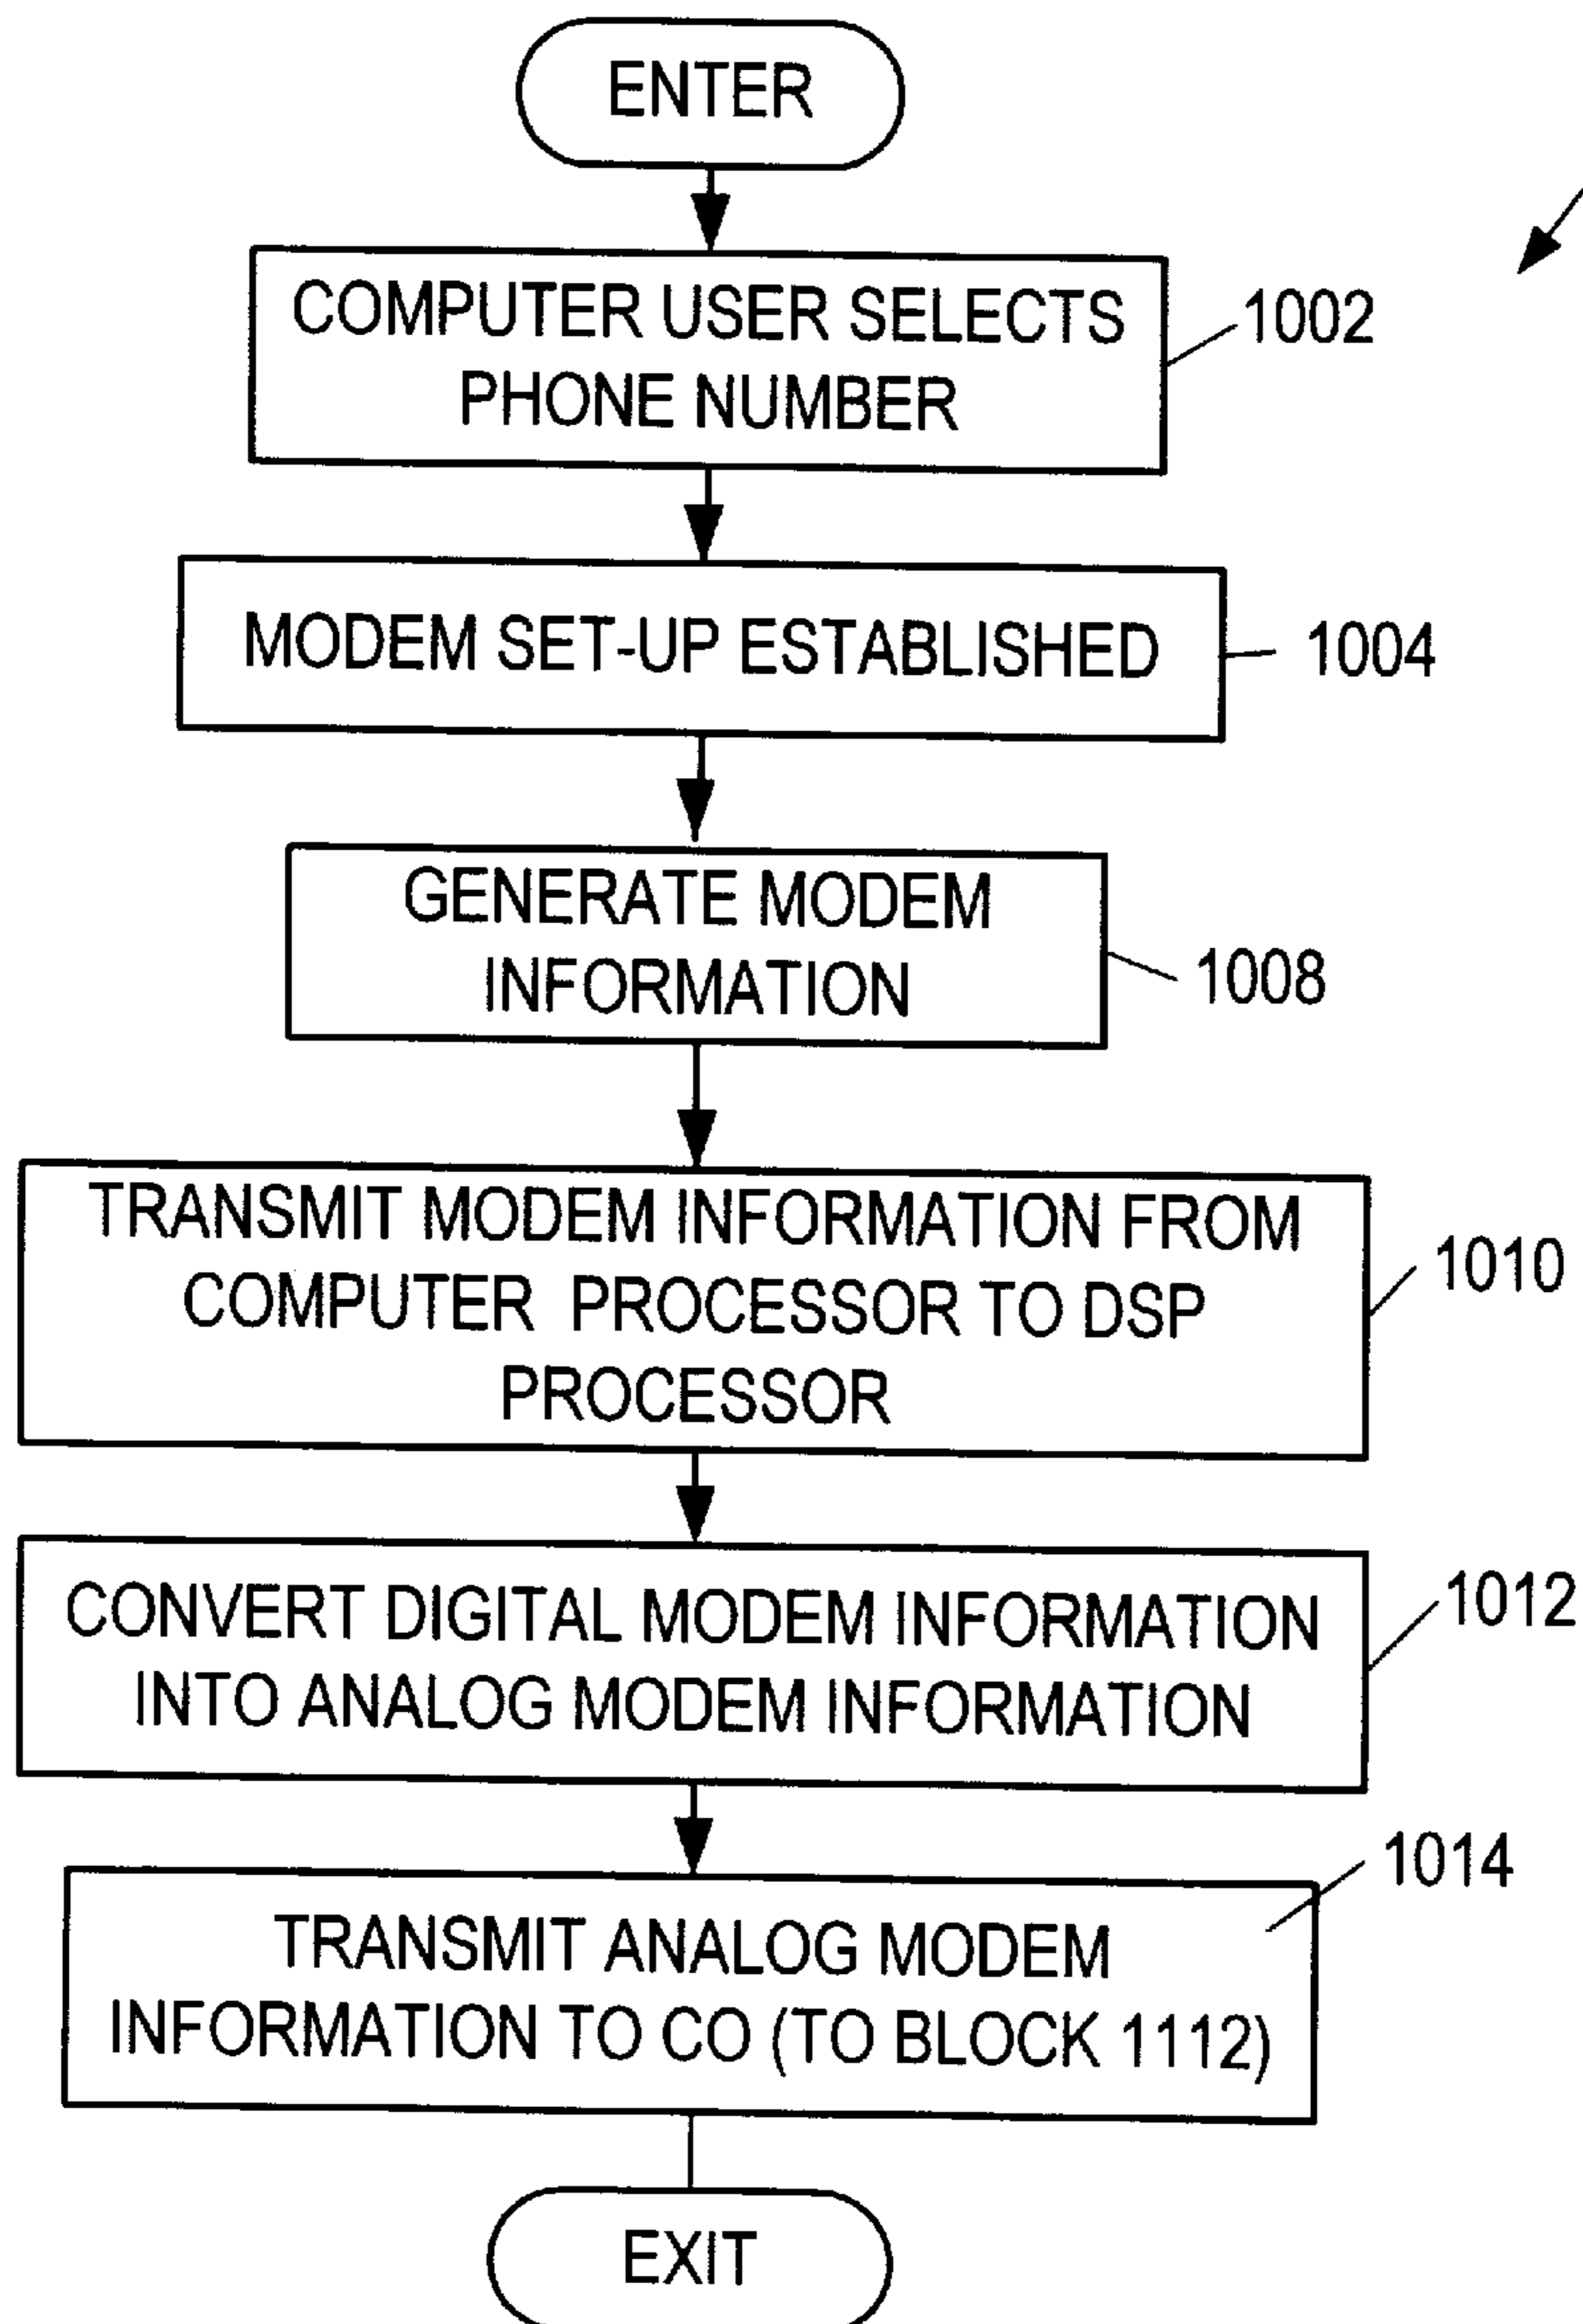 ENTER
COMPUTER USER SELECTS
PHONE NUMBER
1002
MODEM SET-UP ESTABLISHED
1004
GENERATE MODEM
INFORMATION
1008
TRANSMIT MODEM INFORMATION FROM
COMPUTER PROCESSOR TO DSP
PROCESSOR
1010
CONVERT DIGITAL MODEM INFORMATION
INTO ANALOG MODEM INFORMATION
1012
TRANSMIT ANALOG MODEM
INFORMATION TO CO (TO BLOCK 1112)
1014
EXIT